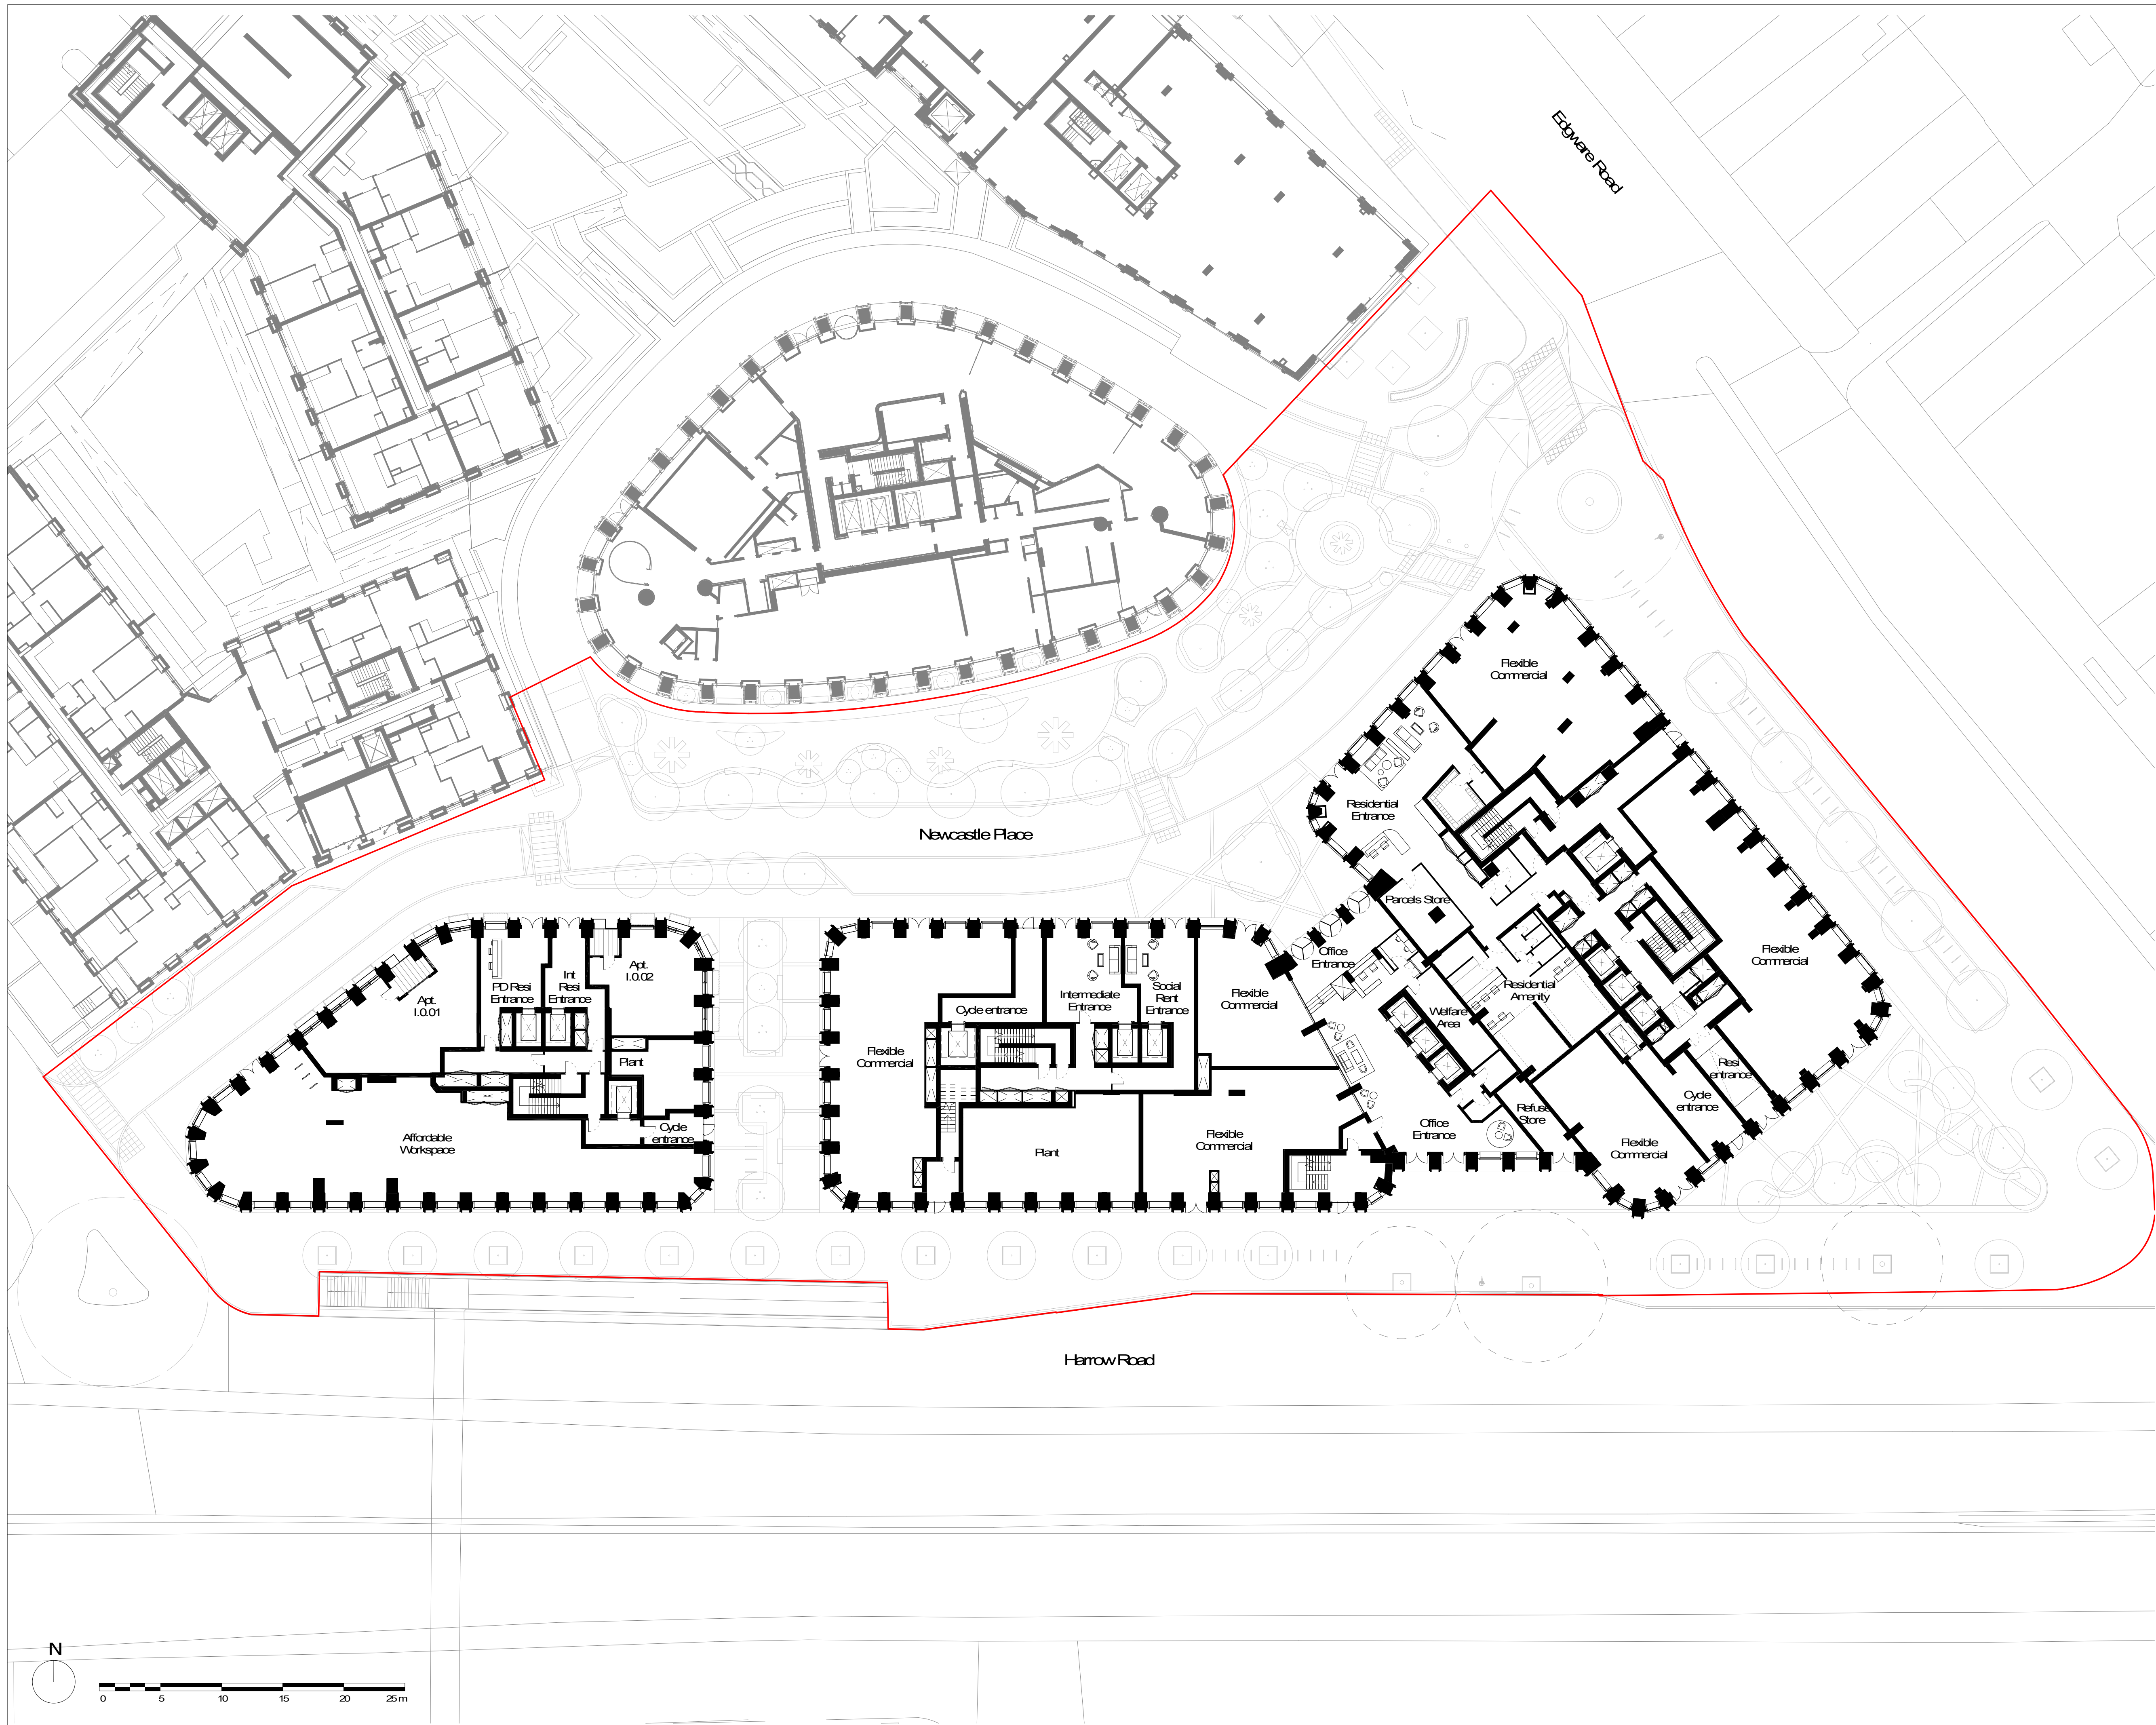 Edgware Road
Flexible
Commercial
Residential
Entrance
Newcastle Place
Parcels Store
Office
Entrance
Flexible
Commercial
Apt.
1.0.01
PD Resi
Entrance
Int
Resi
Entrance
Apt.
1.0.02
Cycle entrance
Intermediate
Entrance
Social
Rent
Entrance
Flexible
Commercial
Residential
Amenity
Welfare
Area
Flexible
Commercial
Plant
Resi
entrance
Cycle
entrance
Refuse
Store
Affordable
Workspace
Cycle
entrance
Plant
Flexible
Commercial
Office
Entrance
Flexible
Commercial
Harrow Road
N
0 5 10 15 20 25 m